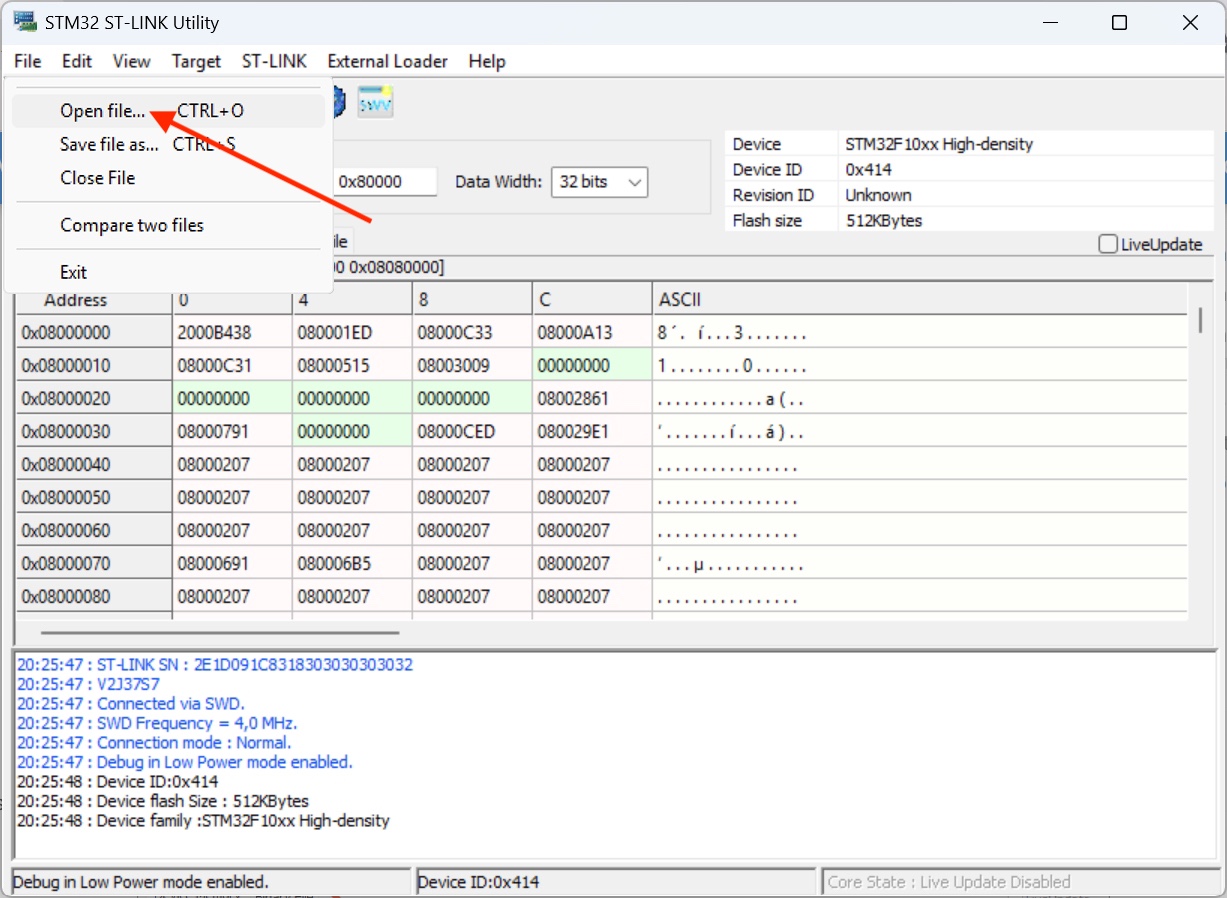 STM32 ST-LINK Utility
File Edit View Target ST-LINK External Loader Help
Open file... CTRL+O
Save file as... CTRL+S
Close File
Compare two files
Exit
0x80000 Data Width: 32 bits
Device STM32F10xx High-density
Device ID 0x414
Revision ID Unknown
Flash size 512KBytes
LiveUpdate
0x08080000]
Address 0 4 8 C ASCII
0x08000000 2000B438 080001ED 08000C33 08000A13 8´. í...3.......
0x08000010 08000C31 08000515 08003009 00000000 1........0......
0x08000020 00000000 00000000 00000000 08002861 ............a(..
0x08000030 08000791 00000000 08000CED 080029E1 ‘.......í...á)..
0x08000040 08000207 08000207 08000207 08000207 ................
0x08000050 08000207 08000207 08000207 08000207 ................
0x08000060 08000207 08000207 08000207 08000207 ................
0x08000070 08000691 080006B5 08000207 08000207 ‘...µ...........
0x08000080 08000207 08000207 08000207 08000207 ................
20:25:47 : ST-LINK SN : 2E1D091C8318303030303032
20:25:47 : V2J37S7
20:25:47 : Connected via SWD.
20:25:47 : SWD Frequency = 4,0 MHz.
20:25:47 : Connection mode : Normal.
20:25:47 : Debug in Low Power mode enabled.
20:25:48 : Device ID:0x414
20:25:48 : Device flash Size : 512KBytes
20:25:48 : Device family :STM32F10xx High-density
Debug in Low Power mode enabled. Device ID:0x414 Core State : Live Update Disabled